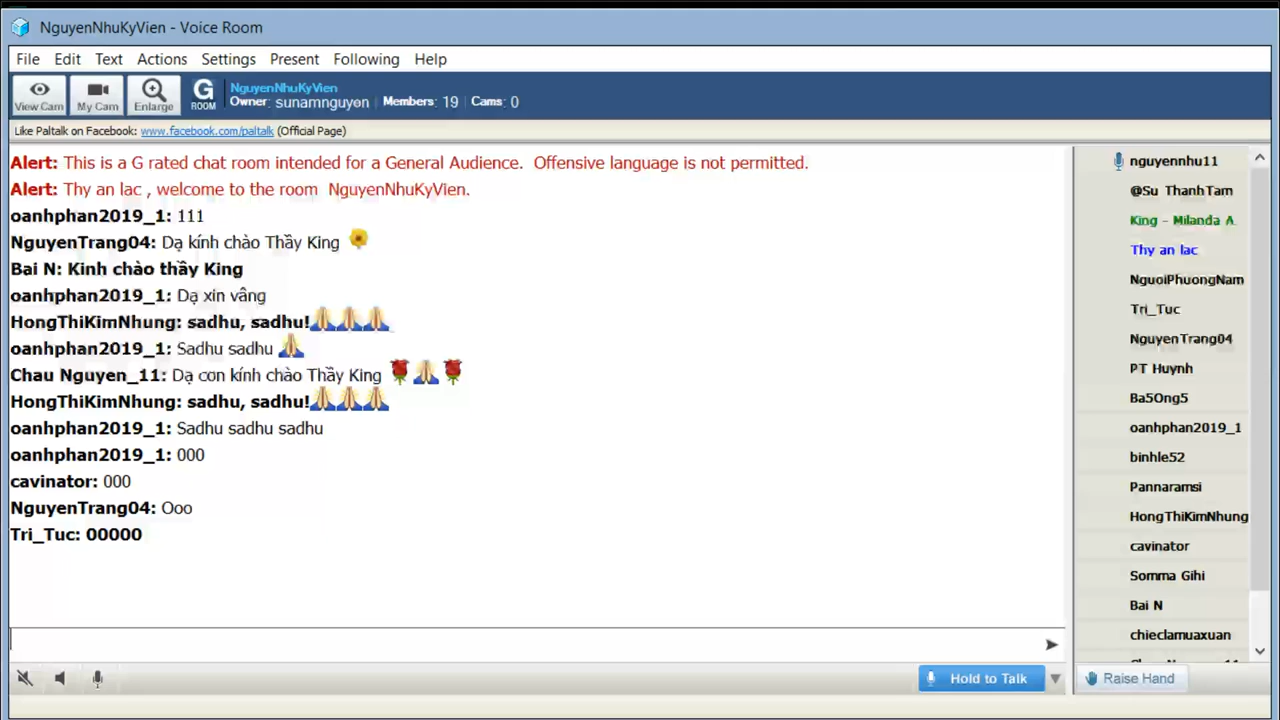 NguyenNhuKyVien - Voice Room
File Edit Text Actions Settings Present Following Help
View Cam My Cam Enlarge G ROOM
NguyenNhuKyVien
Owner: sunamnguyen Members: 19 Cams: 0
Like Paltalk on Facebook: www.facebook.com/paltalk (Official Page)
Alert: This is a G rated chat room intended for a General Audience. Offensive language is not permitted.
Alert: Thy an lac , welcome to the room NguyenNhuKyVien.
oanhphan2019_1: 111
NguyenTrang04: Dạ kính chào Thầy King
Bai N: Kinh chào thầy King
oanhphan2019_1: Dạ xin vâng
HongThiKimNhung: sadhu, sadhu!
oanhphan2019_1: Sadhu sadhu
Chau Nguyen_11: Dạ con kính chào Thầy King
HongThiKimNhung: sadhu, sadhu!
oanhphan2019_1: Sadhu sadhu sadhu
oanhphan2019_1: 000
cavinator: 000
NguyenTrang04: Ooo
Tri_Tuc: 00000
Hold to Talk
nguyennhu11
@Su ThanhTam
King - Milanda A.
Thy an lac
NguoiPhuongNam
Tri_Tuc
NguyenTrang04
PT Huynh
Ba5Ong5
oanhphan2019_1
binhle52
Pannaramsi
HongThiKimNhung
cavinator
Somma Gihi
Bai N
chieclamuaxuan
Raise Hand